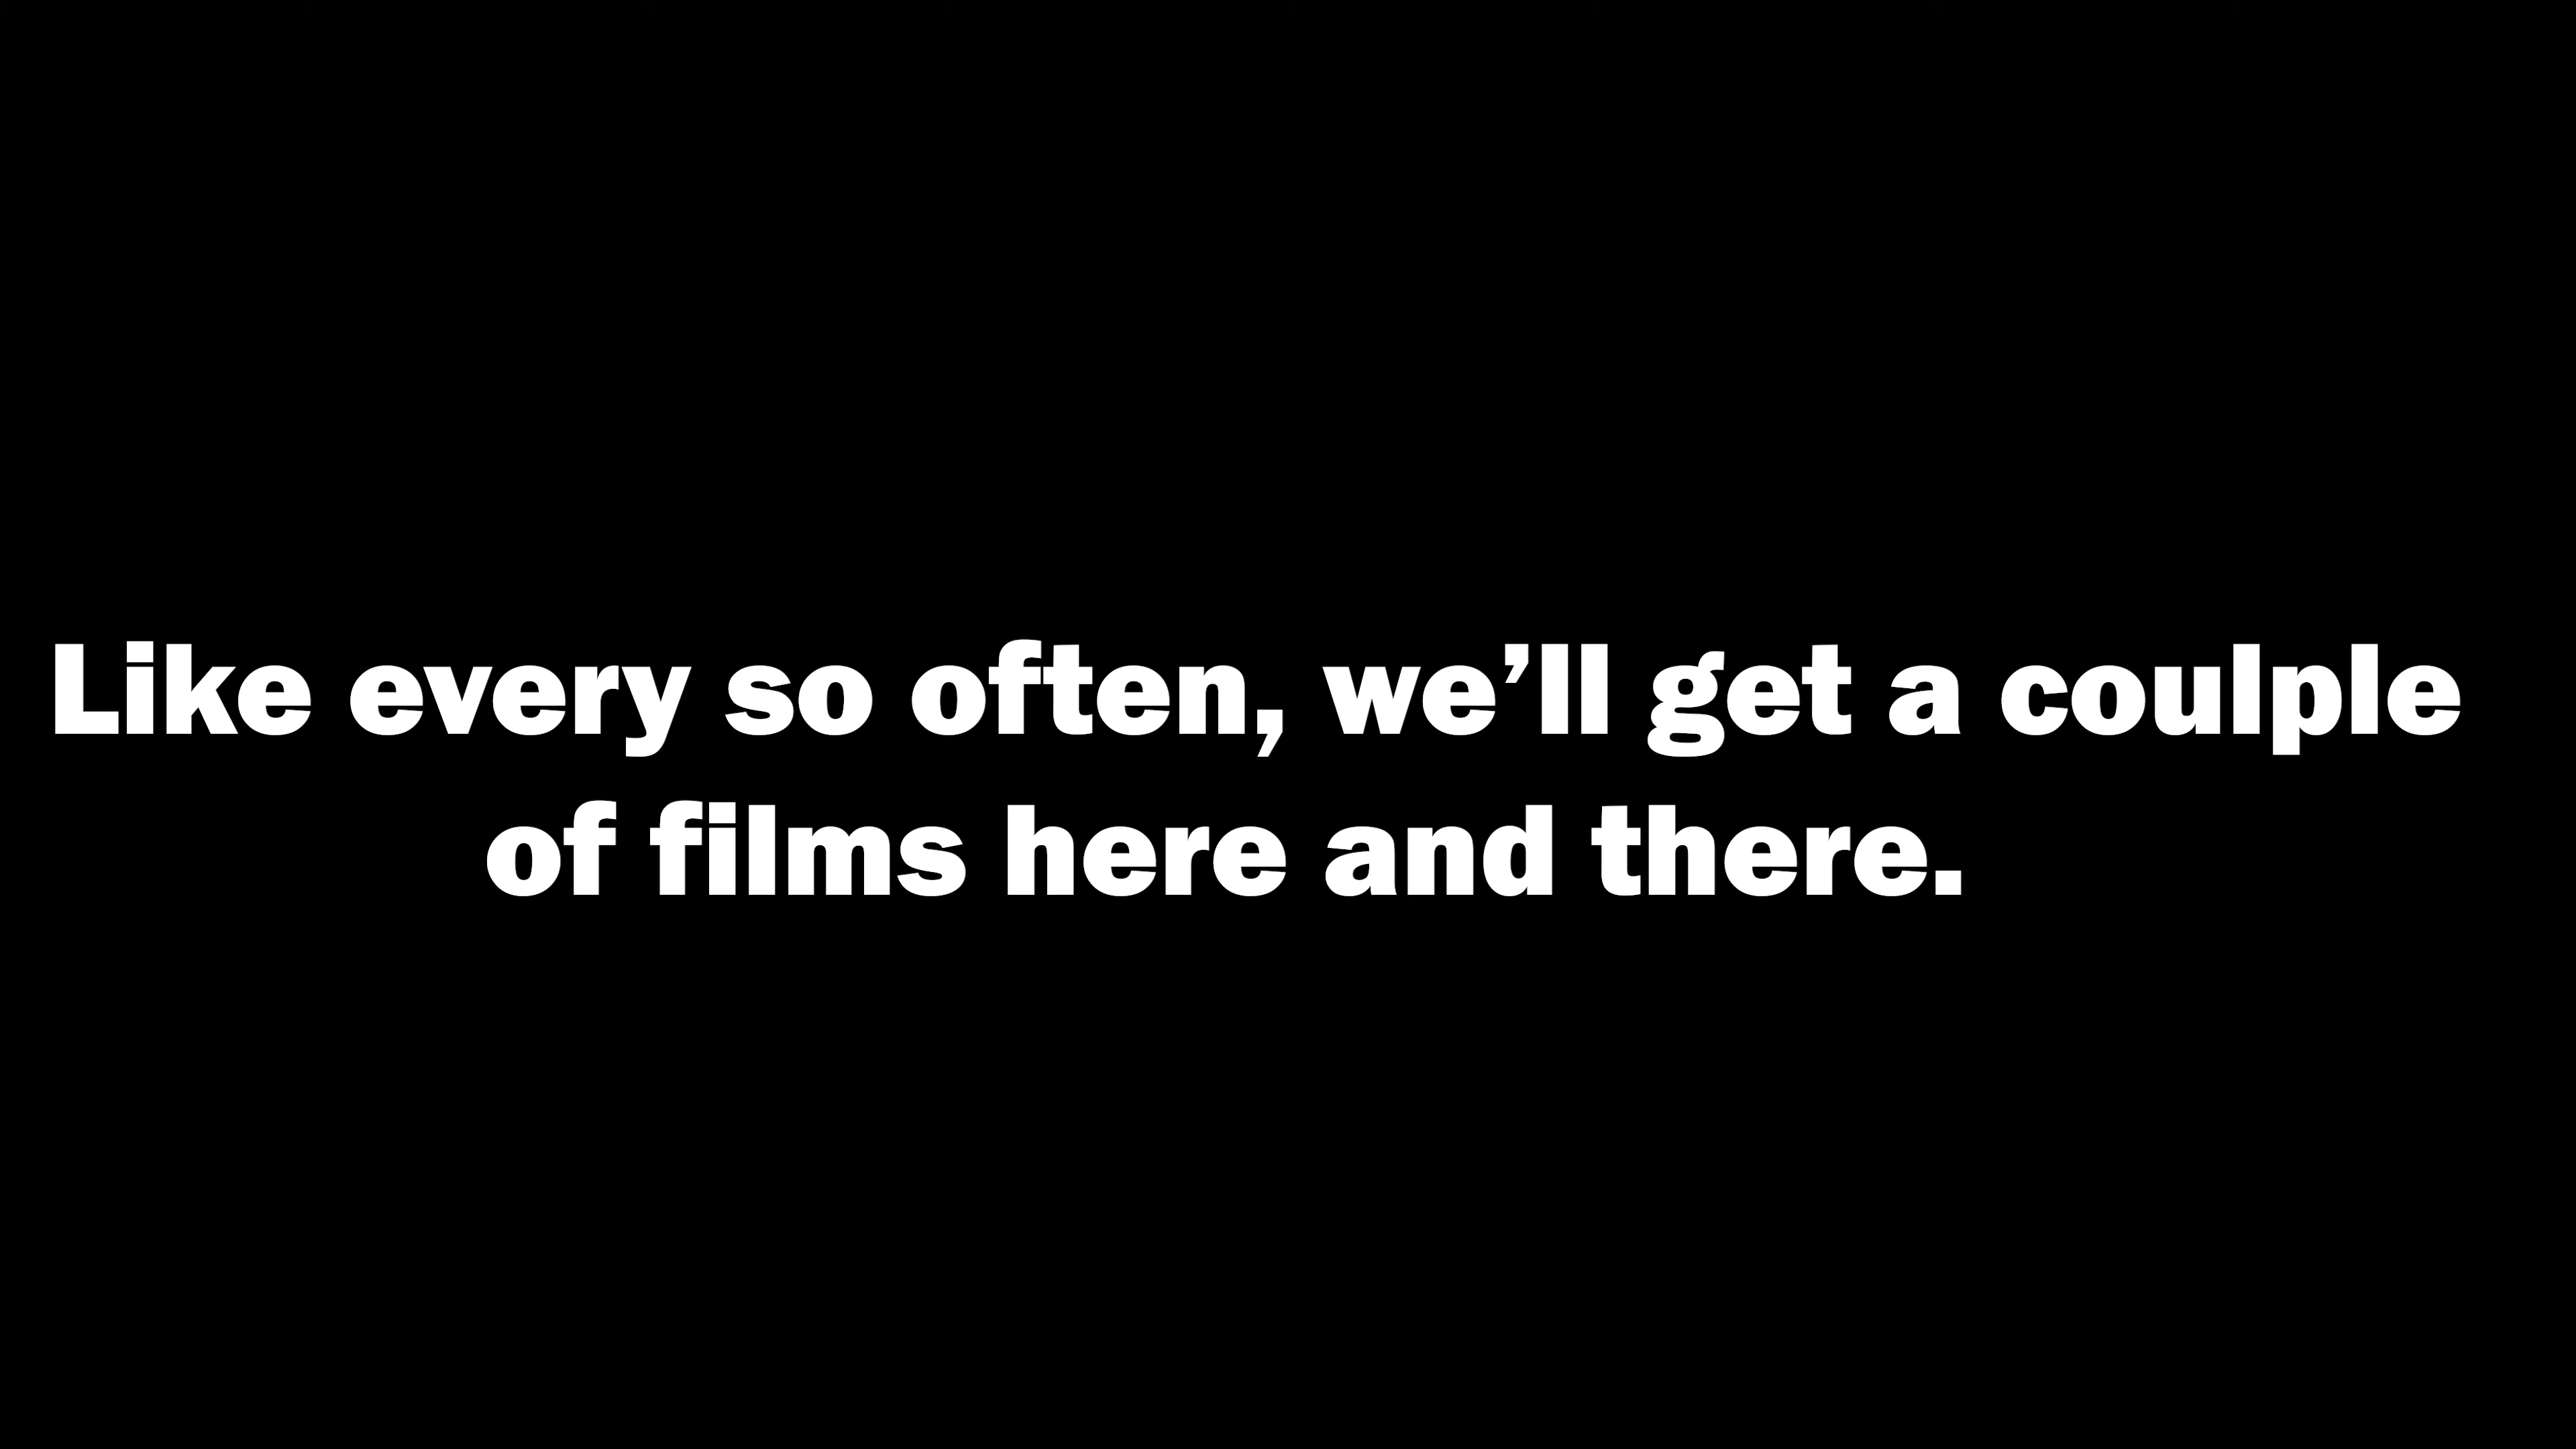 Like every so often, we’ll get a coulple
of films here and there.